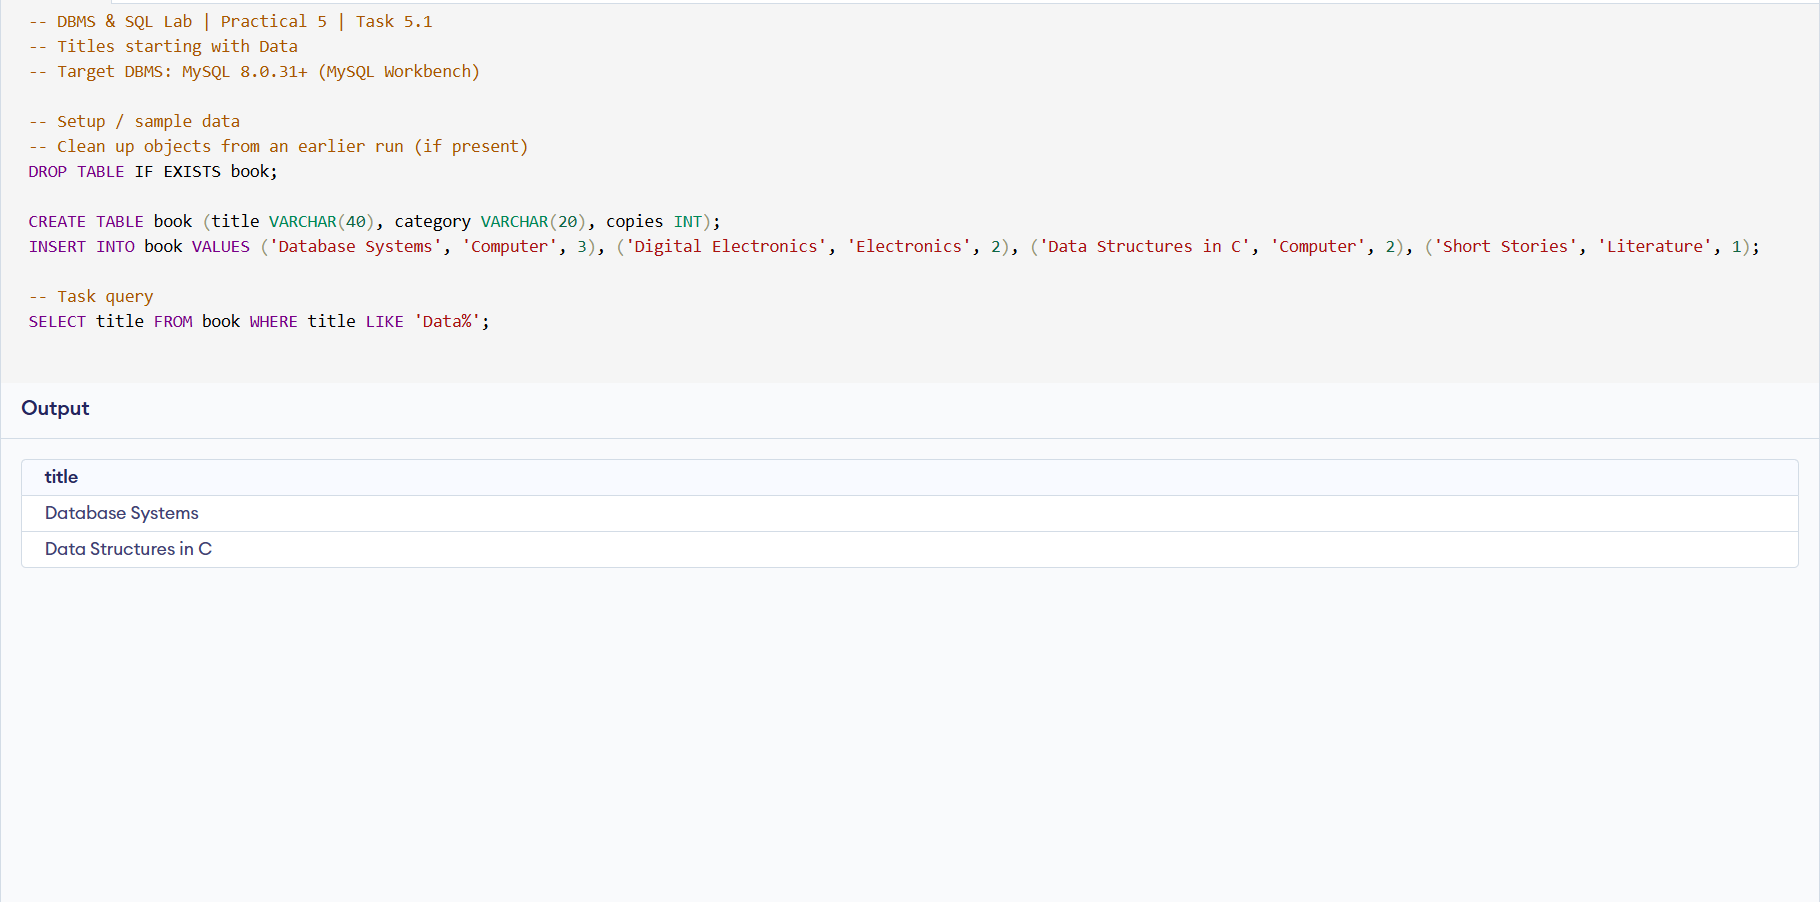 -- DBMS & SQL Lab | Practical 5 | Task 5.1
-- Titles starting with Data
-- Target DBMS: MySQL 8.0.31+ (MySQL Workbench)
-- Setup / sample data
-- Clean up objects from an earlier run (if present)
DROP TABLE IF EXISTS book;
CREATE TABLE book (title VARCHAR(40), category VARCHAR(20), copies INT);
INSERT INTO book VALUES ('Database Systems', 'Computer', 3), ('Digital Electronics', 'Electronics', 2), ('Data Structures in C', 'Computer', 2), ('Short Stories', 'Literature', 1);
-- Task query
SELECT title FROM book WHERE title LIKE 'Data%';
Output
title
Database Systems
Data Structures in C